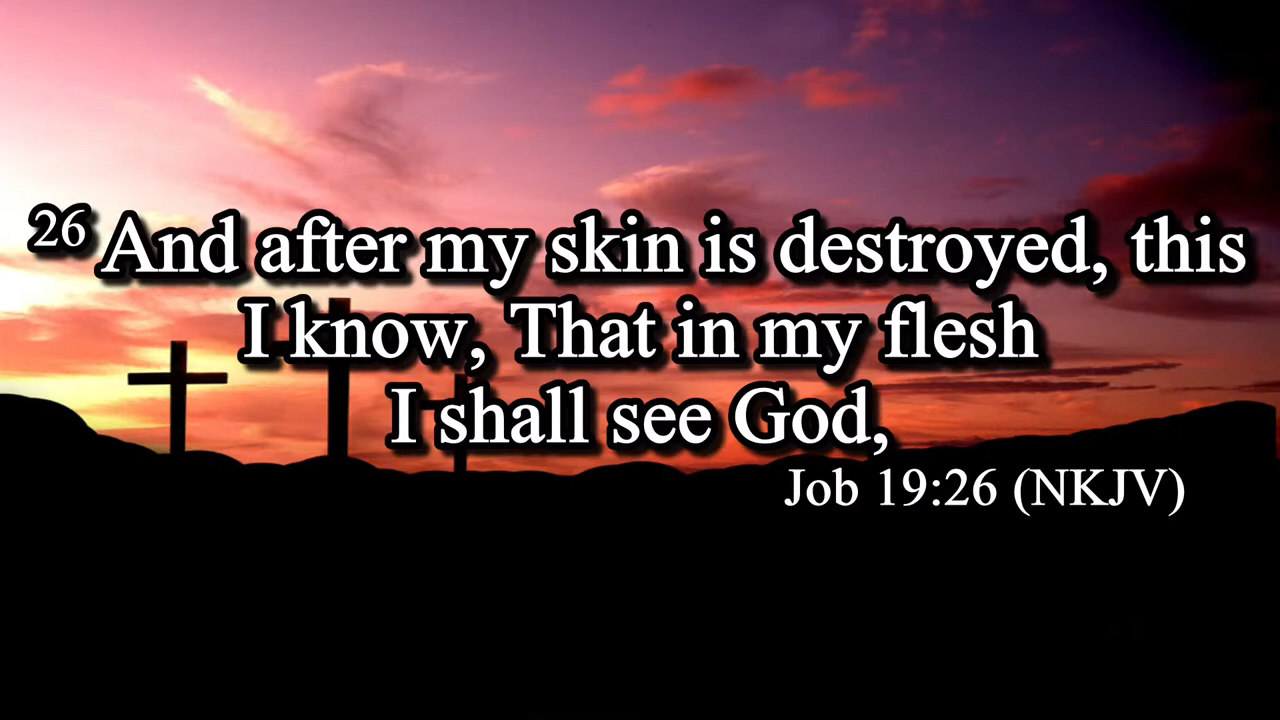 26 And after my skin is destroyed, this
I know, That in my flesh
I shall see God,
Job 19:26 (NKJV)